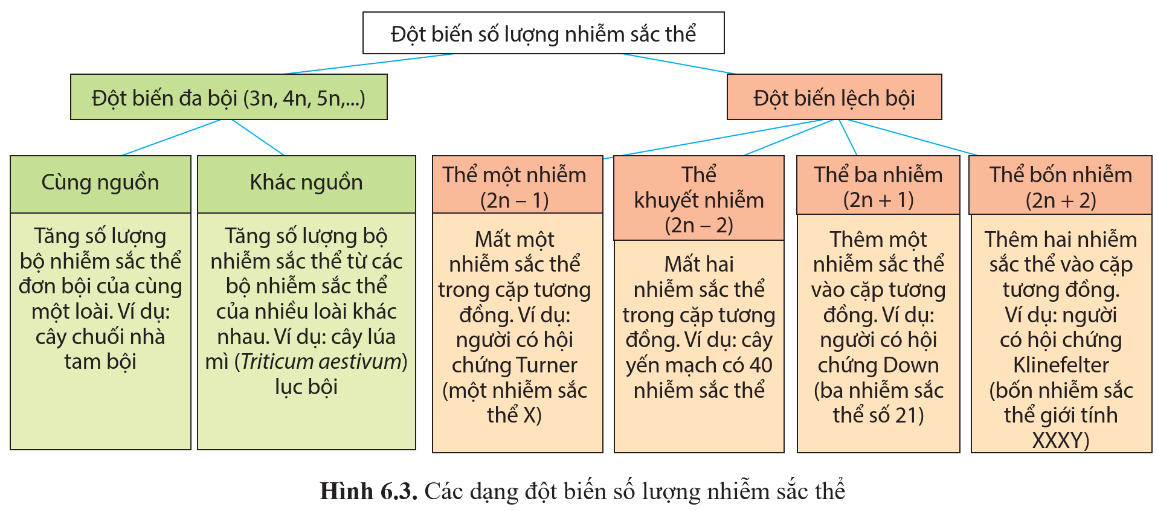 Đột biến số lượng nhiễm sắc thể
Đột biến đa bội (3n, 4n, 5n,...)
Đột biến lệch bội
Cùng nguồn
Tăng số lượng
bộ nhiễm sắc thể
đơn bội của cùng
một loài. Ví dụ:
cây chuối nhà
tam bội
Khác nguồn
Tăng số lượng bộ
nhiễm sắc thể từ các
bộ nhiễm sắc thể
của nhiều loài khác
nhau. Ví dụ: cây lúa
mì (Triticum aestivum)
lục bội
Thể một nhiễm
(2n – 1)
Mất một
nhiễm sắc thể
trong cặp tương
đồng. Ví dụ:
người có hội
chứng Turner
(một nhiễm sắc
thể X)
Thể
khuyết nhiễm
(2n – 2)
Mất hai
nhiễm sắc thể
trong cặp tương
đồng. Ví dụ: cây
yến mạch có 40
nhiễm sắc thể
Thể ba nhiễm
(2n + 1)
Thêm một
nhiễm sắc thể
vào cặp tương
đồng. Ví dụ:
người có hội
chứng Down
(ba nhiễm sắc
thể số 21)
Thể bốn nhiễm
(2n + 2)
Thêm hai nhiễm
sắc thể vào cặp
tương đồng.
Ví dụ: người
có hội chứng
Klinefelter
(bốn nhiễm sắc
thể giới tính
XXXY)
Hình 6.3. Các dạng đột biến số lượng nhiễm sắc thể